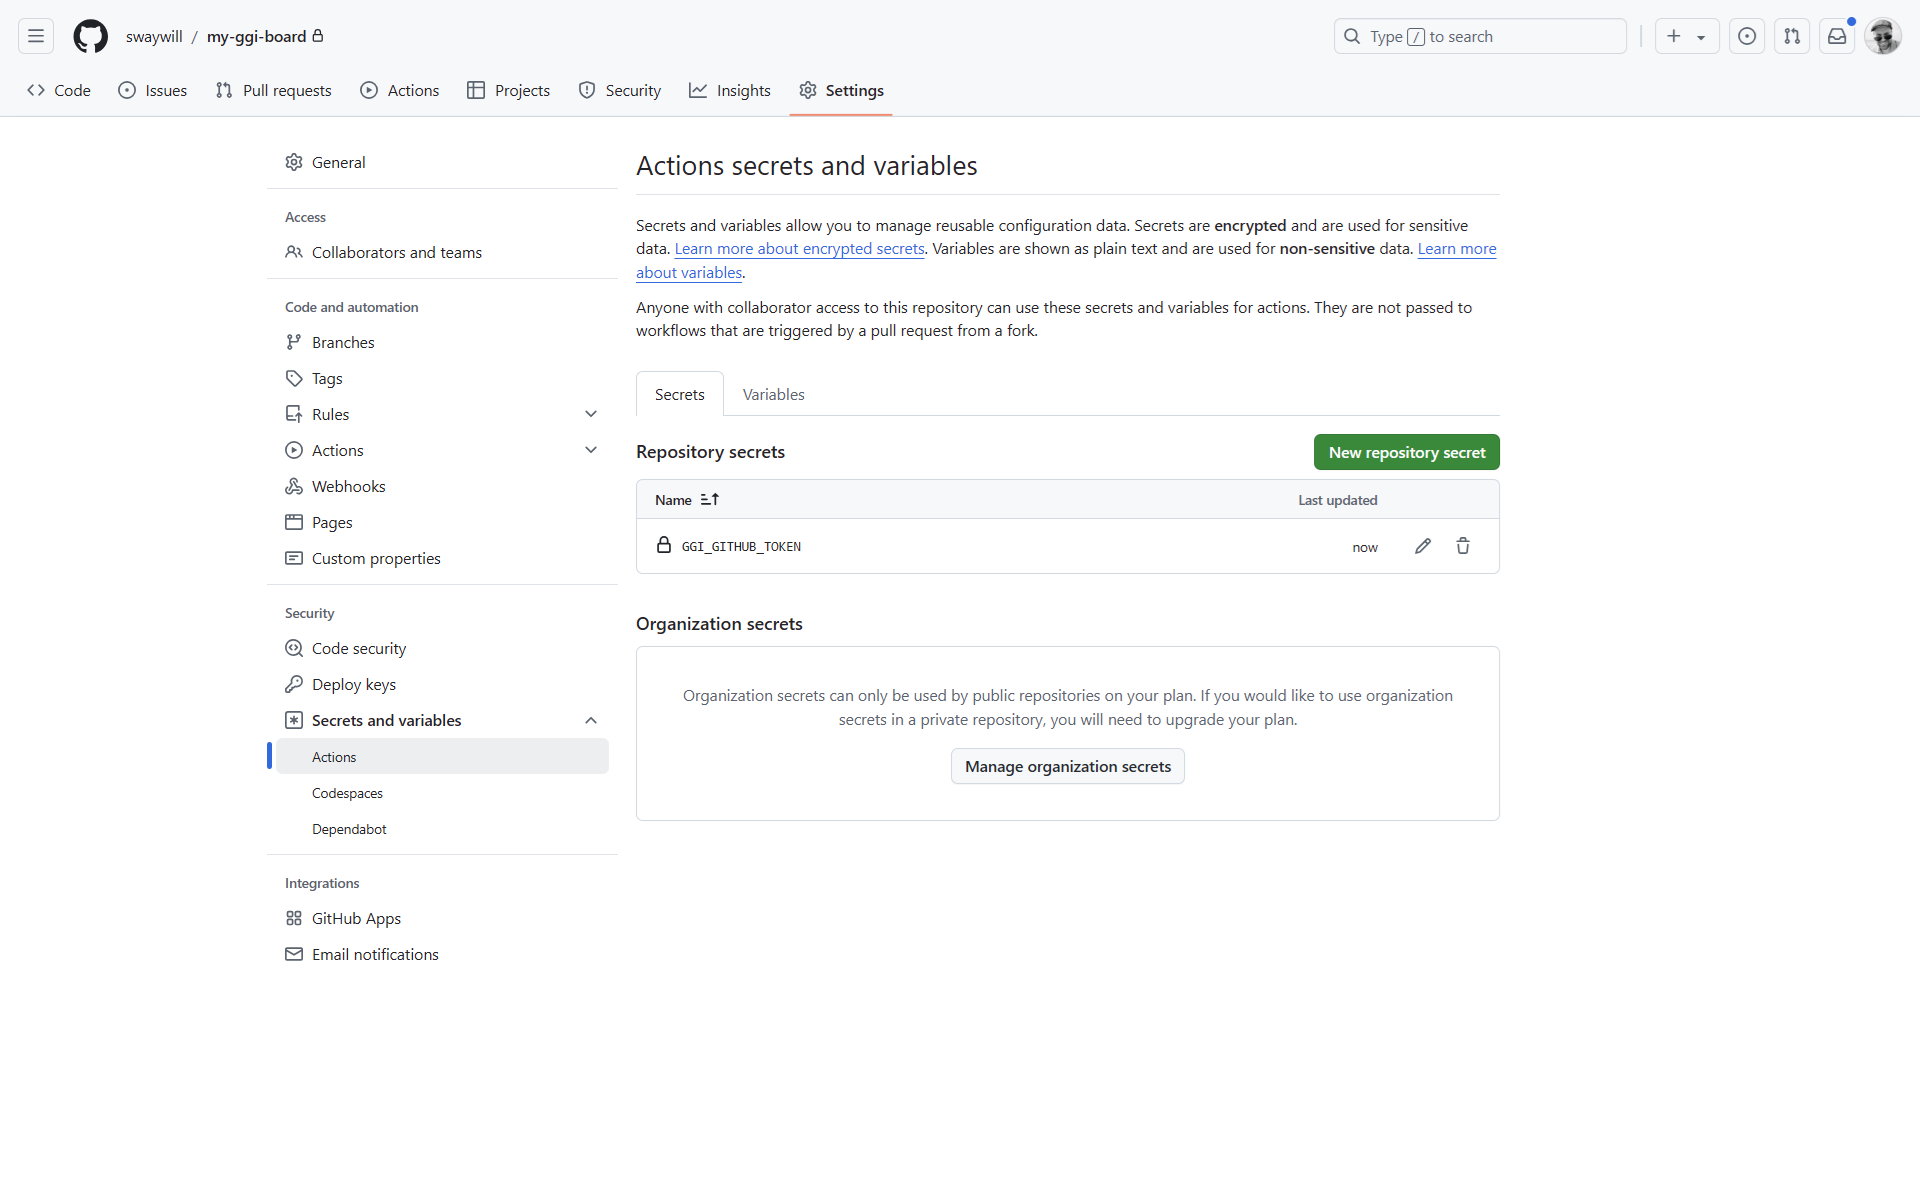 swaywill / my-ggi-board
Type / to search
Code
Issues
Pull requests
Actions
Projects
Security
Insights
Settings
General
Access
Collaborators and teams
Code and automation
Branches
Tags
Rules
Actions
Webhooks
Pages
Custom properties
Security
Code security
Deploy keys
Secrets and variables
Actions
Codespaces
Dependabot
Integrations
GitHub Apps
Email notifications
Actions secrets and variables
Secrets and variables allow you to manage reusable configuration data. Secrets are encrypted and are used for sensitive
data. Learn more about encrypted secrets. Variables are shown as plain text and are used for non-sensitive data. Learn more
about variables.
Anyone with collaborator access to this repository can use these secrets and variables for actions. They are not passed to
workflows that are triggered by a pull request from a fork.
Secrets
Variables
Repository secrets
New repository secret
Name
Last updated
GGI_GITHUB_TOKEN
now
Organization secrets
Organization secrets can only be used by public repositories on your plan. If you would like to use organization
secrets in a private repository, you will need to upgrade your plan.
Manage organization secrets